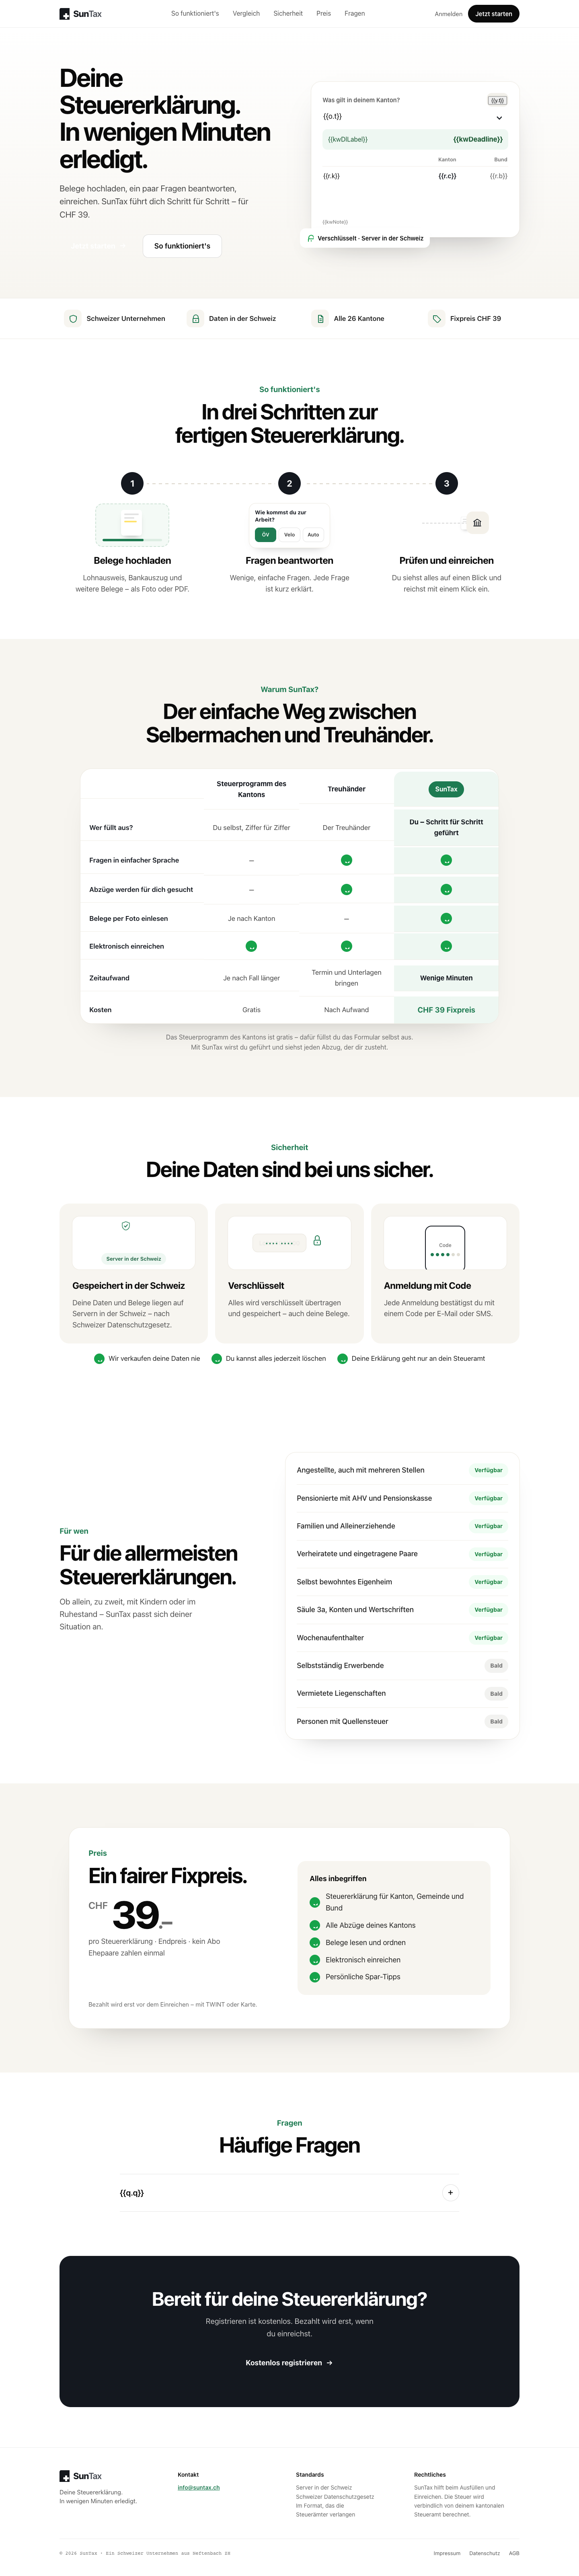 SunTax
So funktioniert's Vergleich Sicherheit Preis Fragen
Anmelden Jetzt starten
Deine
Steuererklärung.
In wenigen Minuten
erledigt.
Belege hochladen, ein paar Fragen beantworten,
einreichen. SunTax führt dich Schritt für Schritt – für
CHF 39.
So funktioniert's
Was gilt in deinem Kanton? {{y.t}}
{{o.t}}
{{kwDlLabel}} {{kwDeadline}}
Kanton Bund
{{r.k}} {{r.c}} {{r.b}}
{{kwNote}}
Verschlüsselt · Server in der Schweiz
Schweizer Unternehmen
Daten in der Schweiz
Alle 26 Kantone
Fixpreis CHF 39
So funktioniert's
In drei Schritten zur
fertigen Steuererklärung.
1 2 3
Wie kommst du zur
Arbeit?
ÖV Velo Auto
Belege hochladen
Lohnausweis, Bankauszug und
weitere Belege – als Foto oder PDF.
Fragen beantworten
Wenige, einfache Fragen. Jede Frage
ist kurz erklärt.
Prüfen und einreichen
Du siehst alles auf einen Blick und
reichst mit einem Klick ein.
Warum SunTax?
Der einfache Weg zwischen
Selbermachen und Treuhänder.
Steuerprogramm des
Kantons
Treuhänder
SunTax
Wer füllt aus? Du selbst, Ziffer für Ziffer Der Treuhänder Du – Schritt für Schritt
geführt
Fragen in einfacher Sprache –
Abzüge werden für dich gesucht –
Belege per Foto einlesen Je nach Kanton –
Elektronisch einreichen
Zeitaufwand Je nach Fall länger Termin und Unterlagen
bringen
Wenige Minuten
Kosten Gratis Nach Aufwand CHF 39 Fixpreis
Das Steuerprogramm des Kantons ist gratis – dafür füllst du das Formular selbst aus.
Mit SunTax wirst du geführt und siehst jeden Abzug, der dir zusteht.
Sicherheit
Deine Daten sind bei uns sicher.
Server in der Schweiz
Gespeichert in der Schweiz
Deine Daten und Belege liegen auf
Servern in der Schweiz – nach
Schweizer Datenschutzgesetz.
Verschlüsselt
Alles wird verschlüsselt übertragen
und gespeichert – auch deine Belege.
Code
Anmeldung mit Code
Jede Anmeldung bestätigst du mit
einem Code per E-Mail oder SMS.
Wir verkaufen deine Daten nie
Du kannst alles jederzeit löschen
Deine Erklärung geht nur an dein Steueramt
Für wen
Für die allermeisten
Steuererklärungen.
Ob allein, zu zweit, mit Kindern oder im
Ruhestand – SunTax passt sich deiner
Situation an.
Angestellte, auch mit mehreren Stellen Verfügbar
Pensionierte mit AHV und Pensionskasse Verfügbar
Familien und Alleinerziehende Verfügbar
Verheiratete und eingetragene Paare Verfügbar
Selbst bewohntes Eigenheim Verfügbar
Säule 3a, Konten und Wertschriften Verfügbar
Wochenaufenthalter Verfügbar
Selbstständig Erwerbende Bald
Vermietete Liegenschaften Bald
Personen mit Quellensteuer Bald
Preis
Ein fairer Fixpreis.
CHF 39.–
pro Steuererklärung · Endpreis · kein Abo
Ehepaare zahlen einmal
Bezahlt wird erst vor dem Einreichen – mit TWINT oder Karte.
Alles inbegriffen
Steuererklärung für Kanton, Gemeinde und
Bund
Alle Abzüge deines Kantons
Belege lesen und ordnen
Elektronisch einreichen
Persönliche Spar-Tipps
Fragen
Häufige Fragen
{{q.q}} +
Bereit für deine Steuererklärung?
Registrieren ist kostenlos. Bezahlt wird erst, wenn
du einreichst.
Kostenlos registrieren →
SunTax
Deine Steuererklärung.
In wenigen Minuten erledigt.
Kontakt
info@suntax.ch
Standards
Server in der Schweiz
Schweizer Datenschutzgesetz
Im Format, das die
Steuerämter verlangen
Rechtliches
SunTax hilft beim Ausfüllen und
Einreichen. Die Steuer wird
verbindlich von deinem kantonalen
Steueramt berechnet.
© 2026 SunTax · Ein Schweizer Unternehmen aus Neftenbach ZH
Impressum Datenschutz AGB